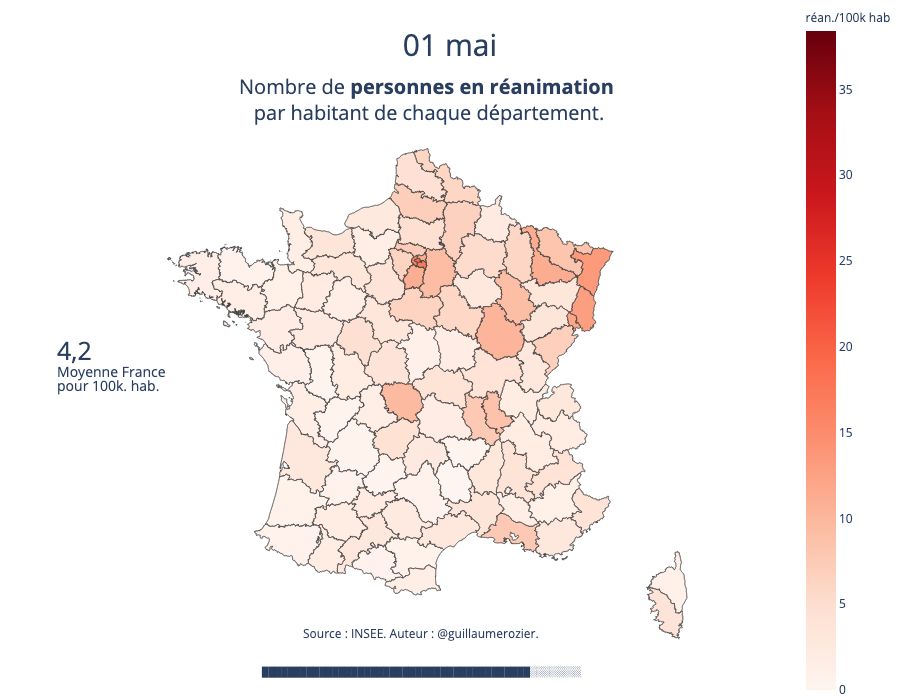 réan./100k hab
01 mai
Nombre de personnes en réanimation
par habitant de chaque département.
35
30
25
20
15
10
5
0
4,2
Moyenne France
pour 100k. hab.
Source : INSEE. Auteur : @guillaumerozier.